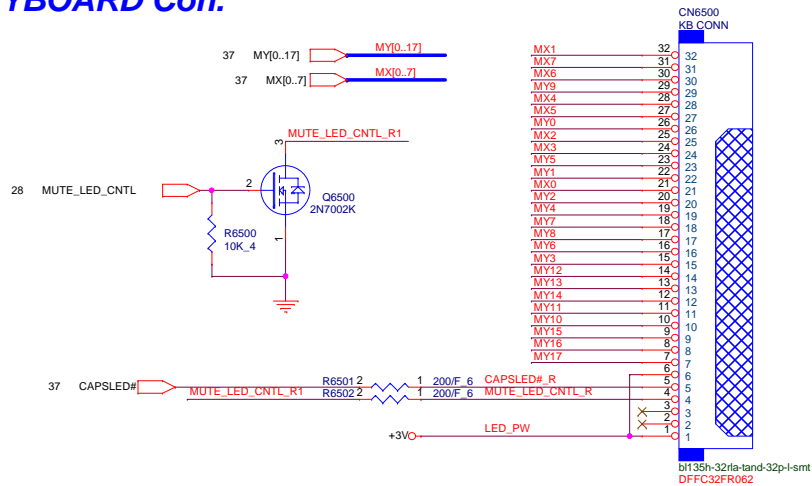 YBOARD Con.
CN6500
KB CONN
37 MY[0..17] MY[0..17]
37 MX[0..7] MX[0..7]
MX1 32 32
MX7 31 31
MX6 30 30
MY9 29 29
MX4 28 28
MX5 27 27
MY0 26 26
MX2 25 25
MX3 24 24
MY5 23 23
MY1 22 22
MX0 21 21
MY2 20 20
MY4 19 19
MY7 18 18
MY8 17 17
MY6 16 16
MY3 15 15
MY12 14 14
MY13 13 13
MY14 12 12
MY11 11 11
MY10 10 10
MY15 9 9
MY16 8 8
MY17 7 7
6 6
5 5
4 4
3 3
2 2
1 1
3 MUTE_LED_CNTL_R1
28 MUTE_LED_CNTL 2
Q6500
2N7002K
1
R6500
10K_4
37 CAPSLED# R6501 2 1 200/F_6 CAPSLED#_R
MUTE_LED_CNTL_R1 R6502 2 1 200/F_6 MUTE_LED_CNTL_R
+3V LED_PW
bl135h-32rla-tand-32p-l-smt
DFFC32FR062